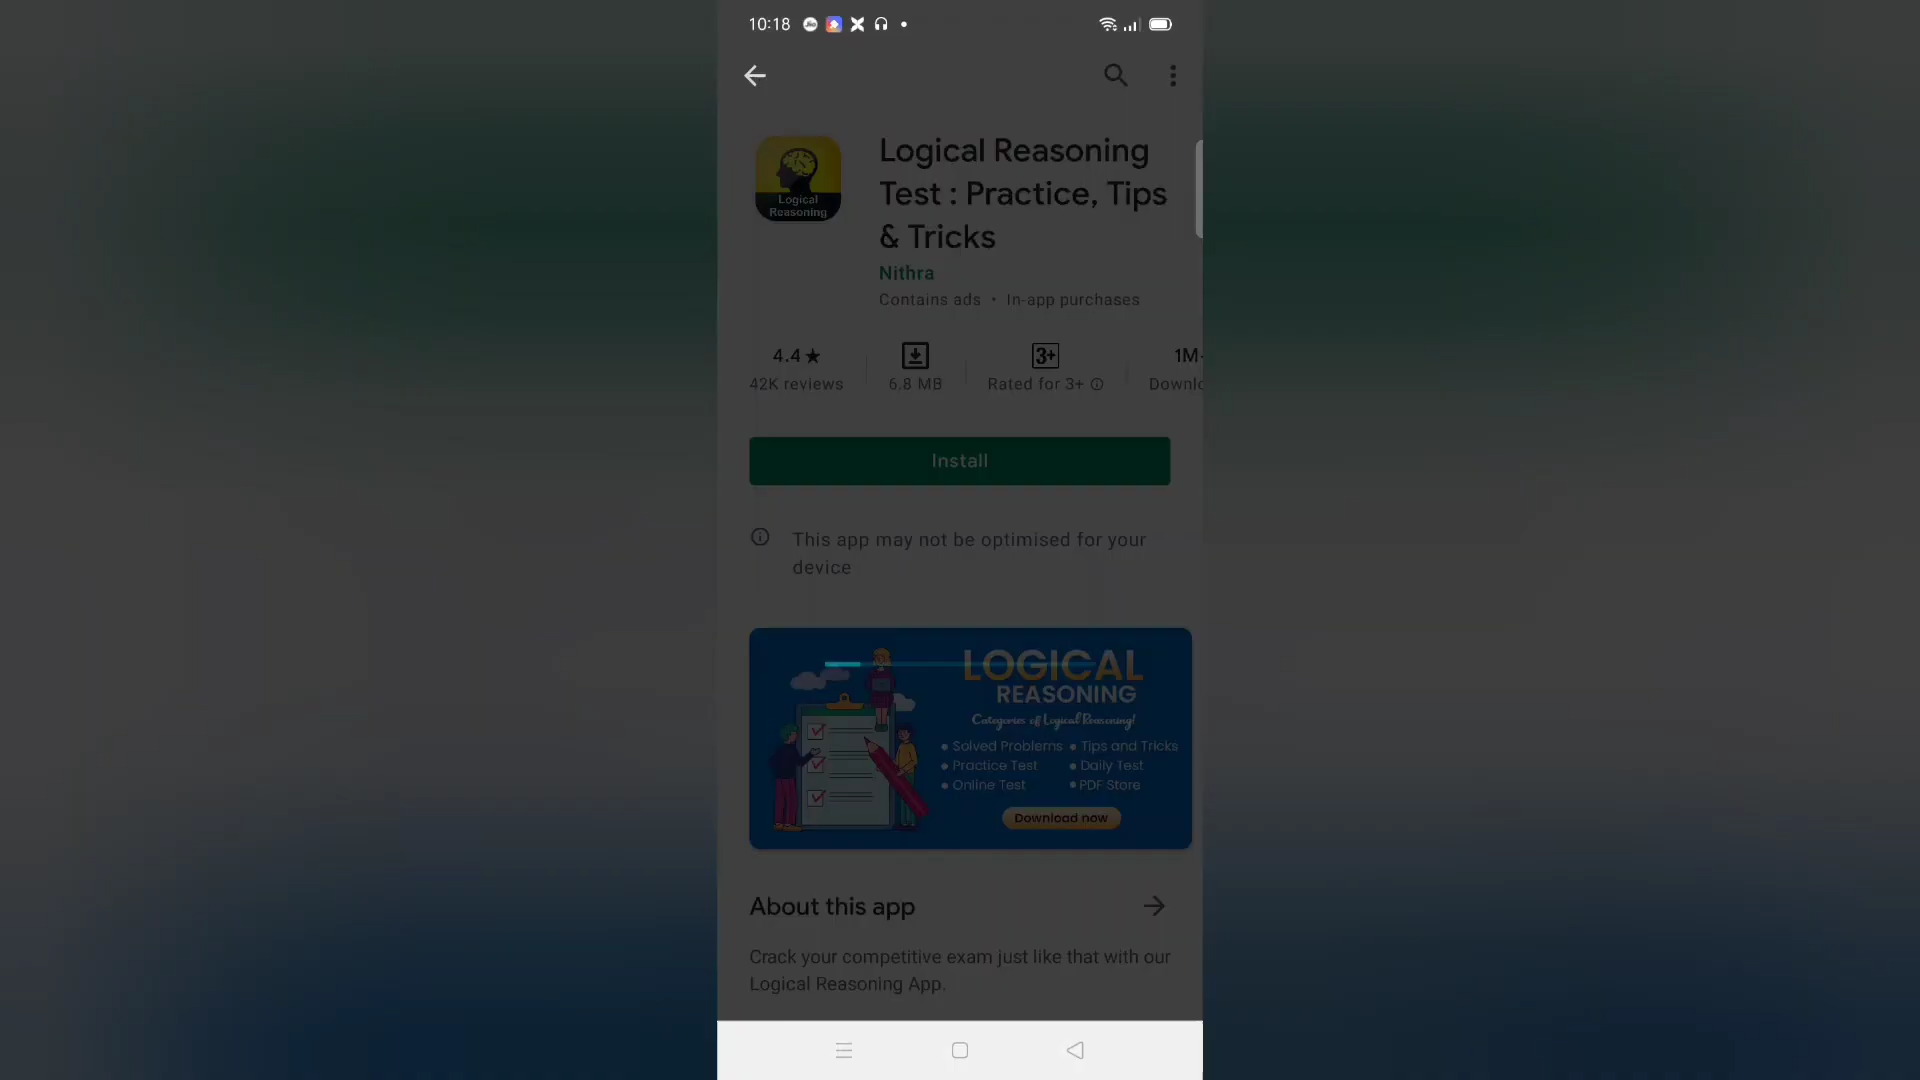 10:18
Logical Reasoning
Test : Practice, Tips
& Tricks
Logical
Reasoning
Nithra
Contains ads • In-app purchases
4.4★
3+
1M
42K reviews
6.8 MB
Rated for 3+
Downlo
Install
This app may not be optimised for your
device
LOGICAL
REASONING
Categories of Logical Reasoning!
• Solved Problems • Tips and Tricks
• Practice Test • Daily Test
• Online Test • PDF Store
Download now
About this app
Crack your competitive exam just like that with our
Logical Reasoning App.